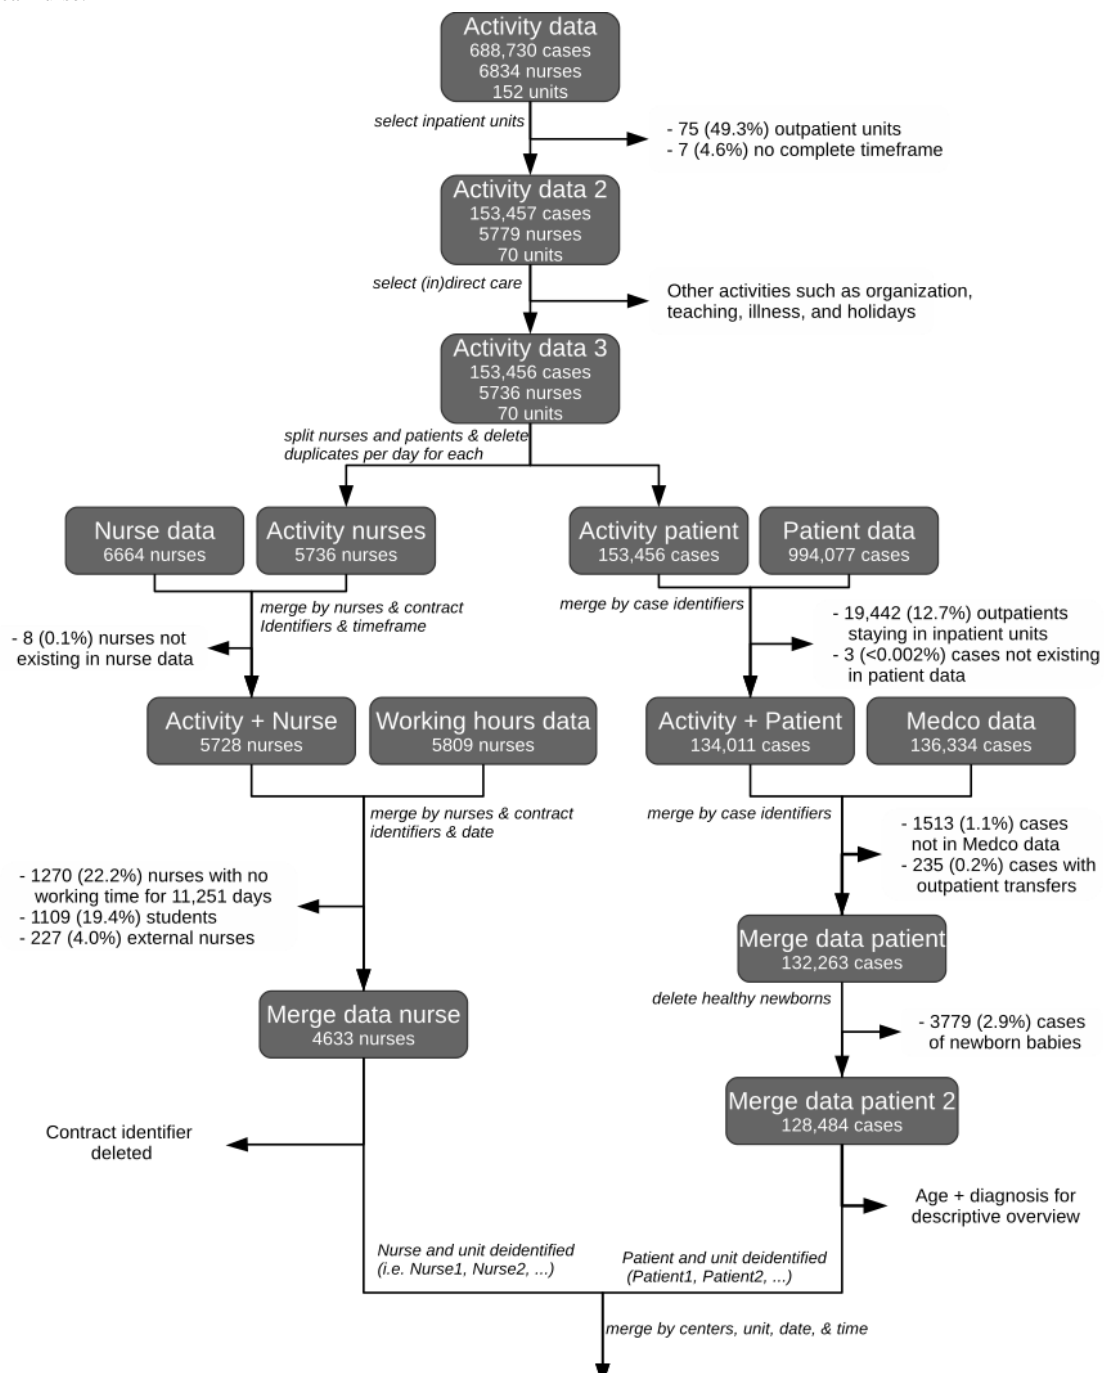 Activity data
688,730 cases
6834 nurses
152 units
select inpatient units
- 75 (49.3%) outpatient units
- 7 (4.6%) no complete timeframe
Activity data 2
153,457 cases
5779 nurses
70 units
select (in)direct care
Other activities such as organization,
teaching, illness, and holidays
Activity data 3
153,456 cases
5736 nurses
70 units
split nurses and patients & delete
duplicates per day for each
Nurse data
6664 nurses
Activity nurses
5736 nurses
Activity patient
153,456 cases
Patient data
994,077 cases
merge by nurses & contract
Identifiers & timeframe
merge by case identifiers
- 8 (0.1%) nurses not
existing in nurse data
- 19,442 (12.7%) outpatients
staying in inpatient units
- 3 (<0.002%) cases not existing
in patient data
Activity + Nurse
5728 nurses
Working hours data
5809 nurses
Activity + Patient
134,011 cases
Medco data
136,334 cases
merge by nurses & contract
identifiers & date
merge by case identifiers
- 1513 (1.1%) cases
not in Medco data
- 235 (0.2%) cases with
outpatient transfers
- 1270 (22.2%) nurses with no
working time for 11,251 days
- 1109 (19.4%) students
- 227 (4.0%) external nurses
Merge data patient
132,263 cases
delete healthy newborns
Merge data nurse
4633 nurses
- 3779 (2.9%) cases
of newborn babies
Merge data patient 2
128,484 cases
Contract identifier
deleted
Age + diagnosis for
descriptive overview
Nurse and unit deidentified
(i.e. Nurse1, Nurse2, ...)
Patient and unit deidentified
(Patient1, Patient2, ...)
merge by centers, unit, date, & time